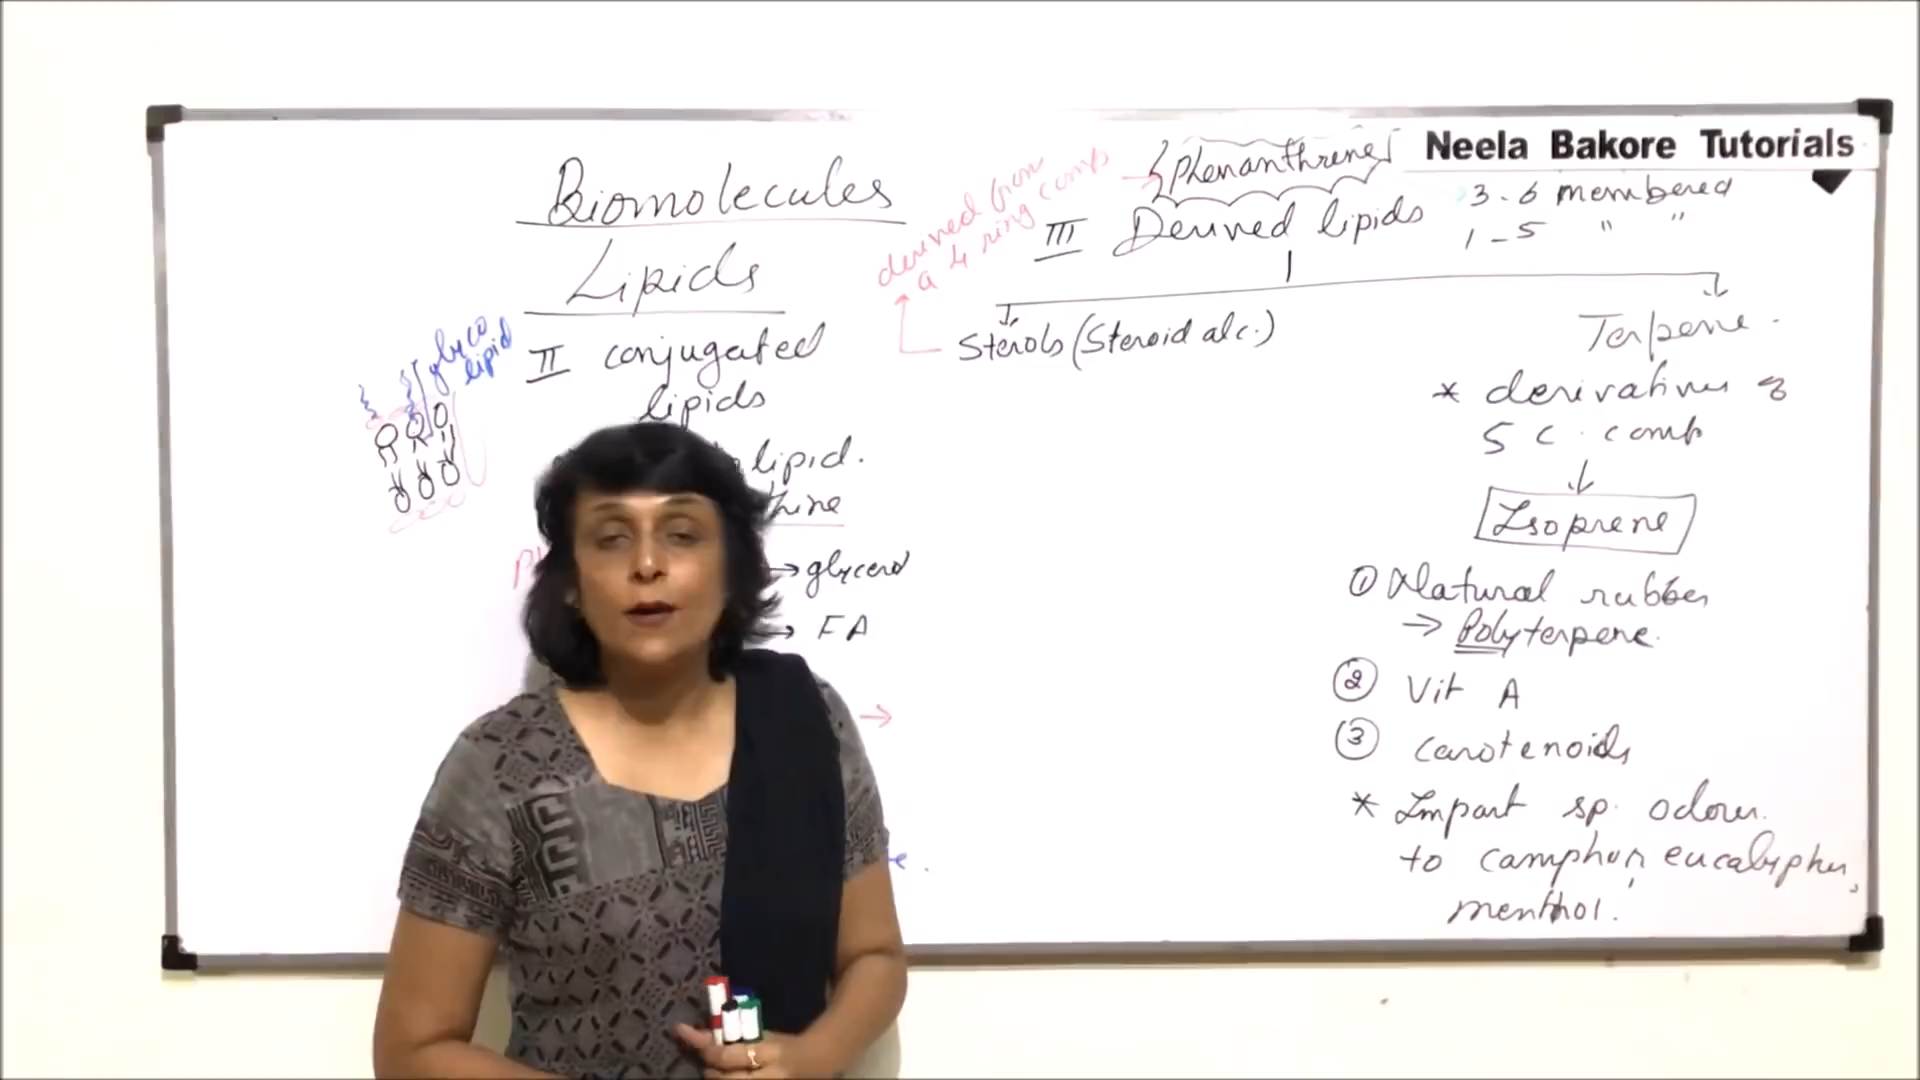 Neela Bakore Tutorials
Biomolecules
Lipids
II conjugated
lipids
lipid.
→ glycerol
→ FA
→
glyco
lipid
derived from
a 4 ring comp →
{Phenanthrene}
3 - 6 membered
1 - 5 " "
III Derived lipids
Sterols (Steroid alc.)
Terpene.
* derivatives of
5 C. comp
↓
Isoprene
① Natural rubber
→ Polyterpene.
② Vit A
③ carotenoids
* Impart sp. odour.
to camphor, eucalyptus,
menthol.